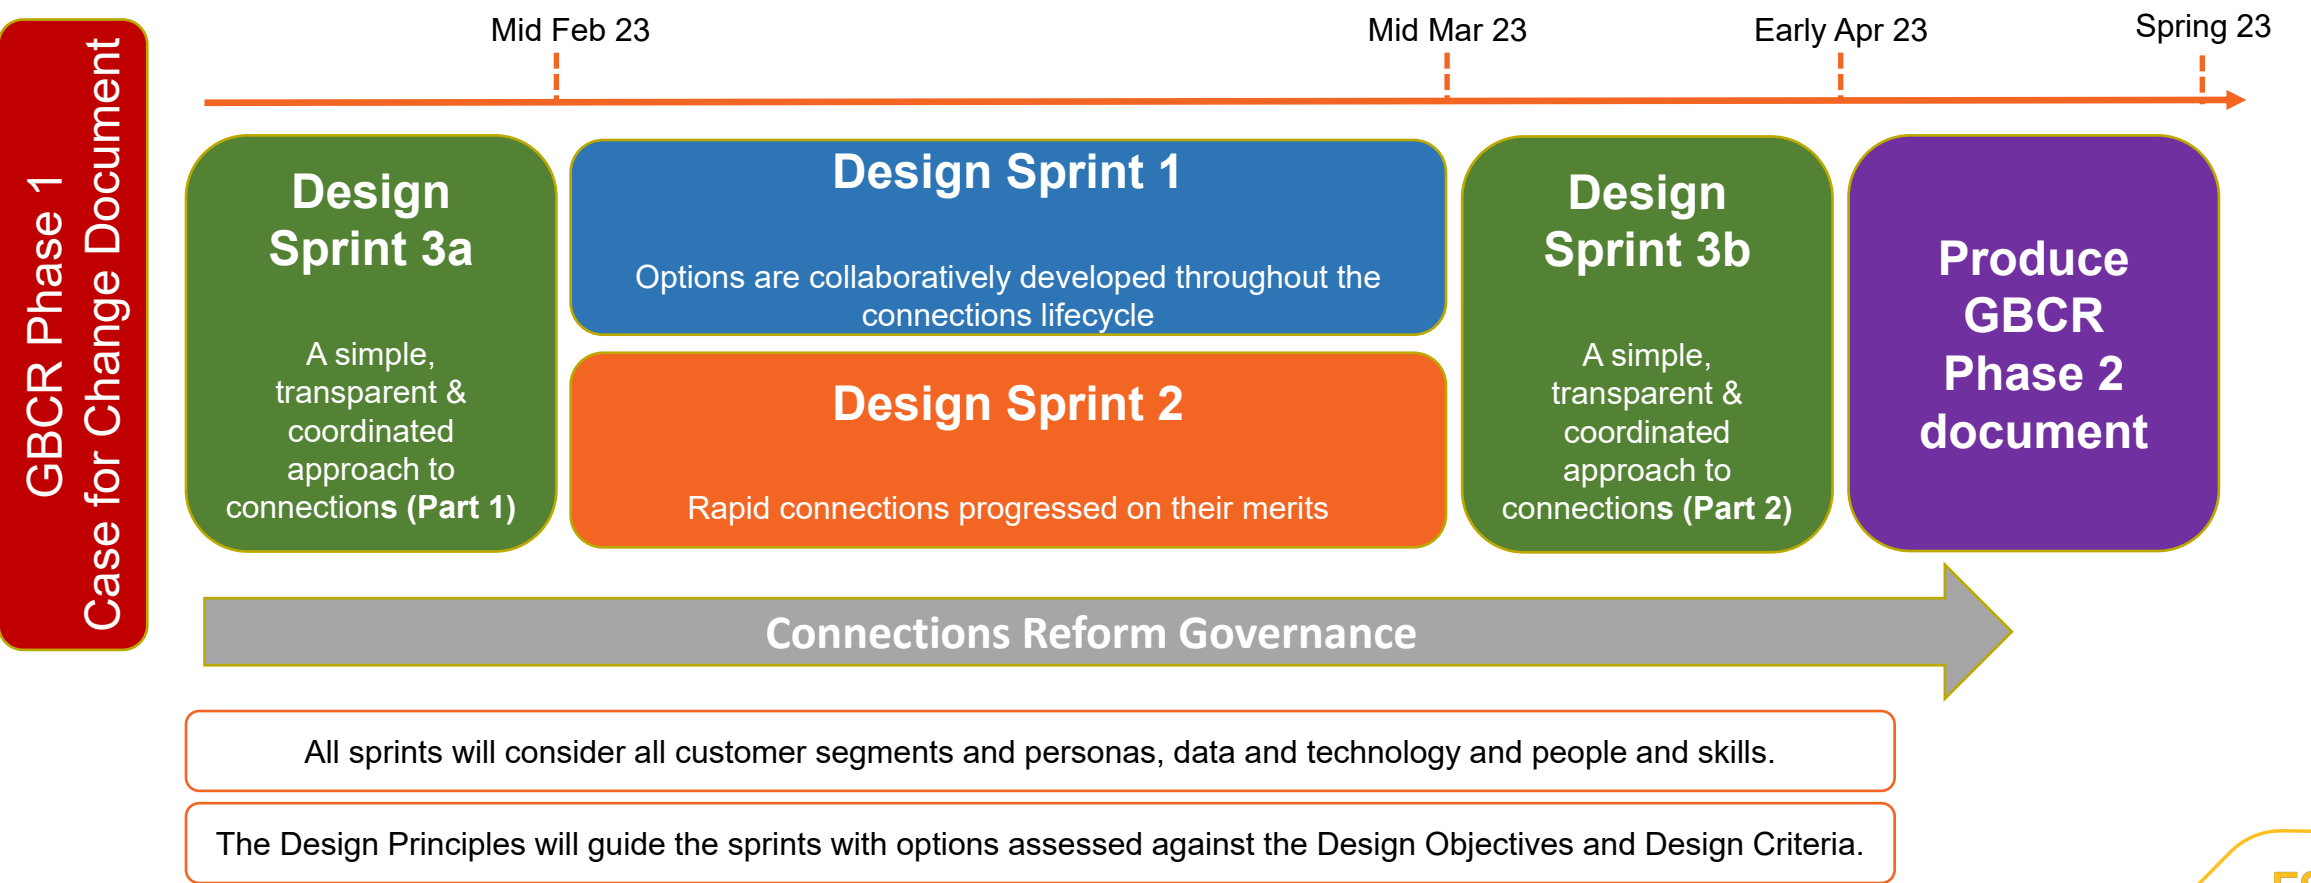 GBCR Phase 1
Case for Change Document
Mid Feb 23
Mid Mar 23
Early Apr 23
Spring 23
Design
Sprint 3a
A simple,
transparent &
coordinated
approach to
connections (Part 1)
Design Sprint 1
Options are collaboratively developed throughout the
connections lifecycle
Design Sprint 2
Rapid connections progressed on their merits
Design
Sprint 3b
A simple,
transparent &
coordinated
approach to
connections (Part 2)
Produce
GBCR
Phase 2
document
Connections Reform Governance
All sprints will consider all customer segments and personas, data and technology and people and skills.
The Design Principles will guide the sprints with options assessed against the Design Objectives and Design Criteria.